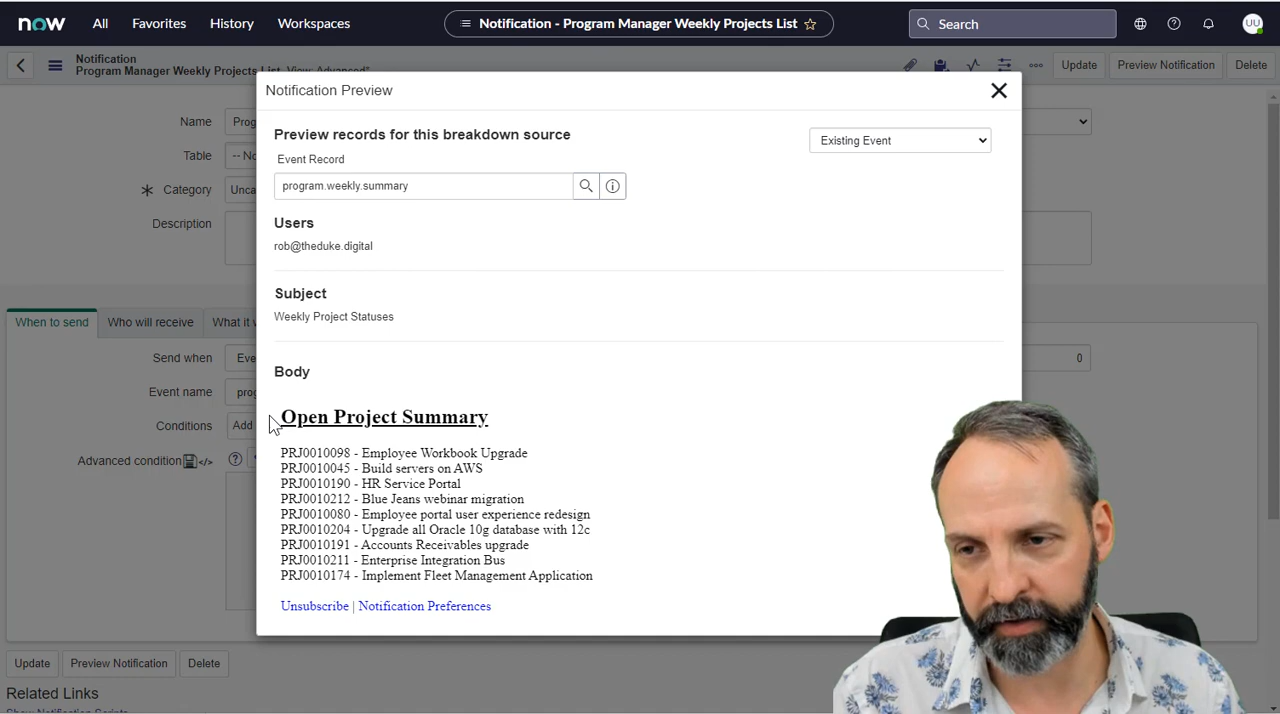 now All Favorites History Workspaces Notification - Program Manager Weekly Projects List Search UU
Notification
Program Manager Weekly Projects List View: Advanced*
Update Preview Notification Delete
Notification Preview
Name
Table -- No
Category Unca
Description
Preview records for this breakdown source
Existing Event
Event Record
program.weekly.summary
Users
rob@theduke.digital
Subject
Weekly Project Statuses
When to send Who will receive What it w
Send when Eve
0
Event name prog
Conditions Add
Advanced condition
Body
Open Project Summary
PRJ0010098 - Employee Workbook Upgrade
PRJ0010045 - Build servers on AWS
PRJ0010190 - HR Service Portal
PRJ0010212 - Blue Jeans webinar migration
PRJ0010080 - Employee portal user experience redesign
PRJ0010204 - Upgrade all Oracle 10g database with 12c
PRJ0010191 - Accounts Receivables upgrade
PRJ0010211 - Enterprise Integration Bus
PRJ0010174 - Implement Fleet Management Application
Unsubscribe | Notification Preferences
Update Preview Notification Delete
Related Links
Show Notification Scripts